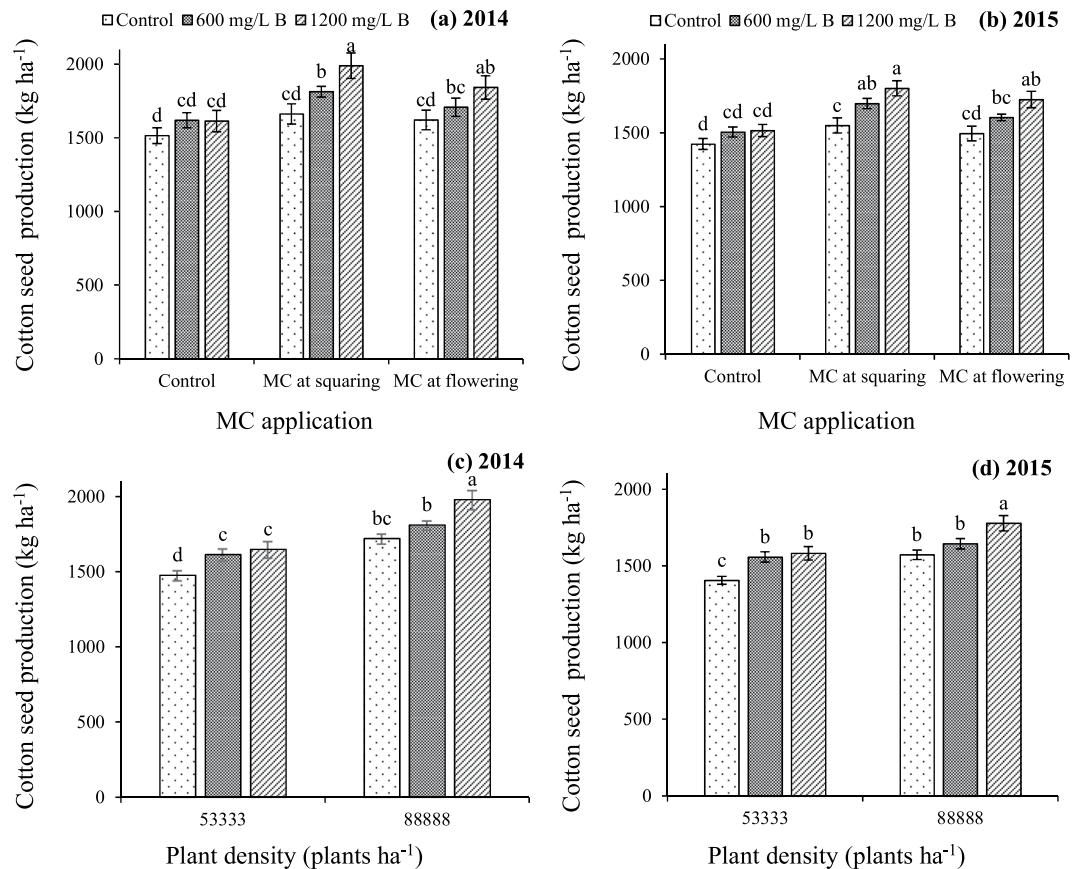 Control 600 mg/L B 1200 mg/L B (a) 2014
Cotton seed production (kg ha-1)
2000
1500
1000
500
0
d cd cd cd b a cd bc ab
Control MC at squaring MC at flowering
MC application
Control 600 mg/L B 1200 mg/L B (b) 2015
Cotton seed production (kg ha-1)
2000
1500
1000
500
0
d cd cd c ab a cd bc ab
Control MC at squaring MC at flowering
MC application
(c) 2014
Cotton seed production (kg ha-1)
2000
1500
1000
500
0
d c c bc b a
53333 88888
Plant density (plants ha-1)
(d) 2015
Cotton seed production (kg ha-1)
2000
1500
1000
500
0
c b b b b a
53333 88888
Plant density (plants ha-1)